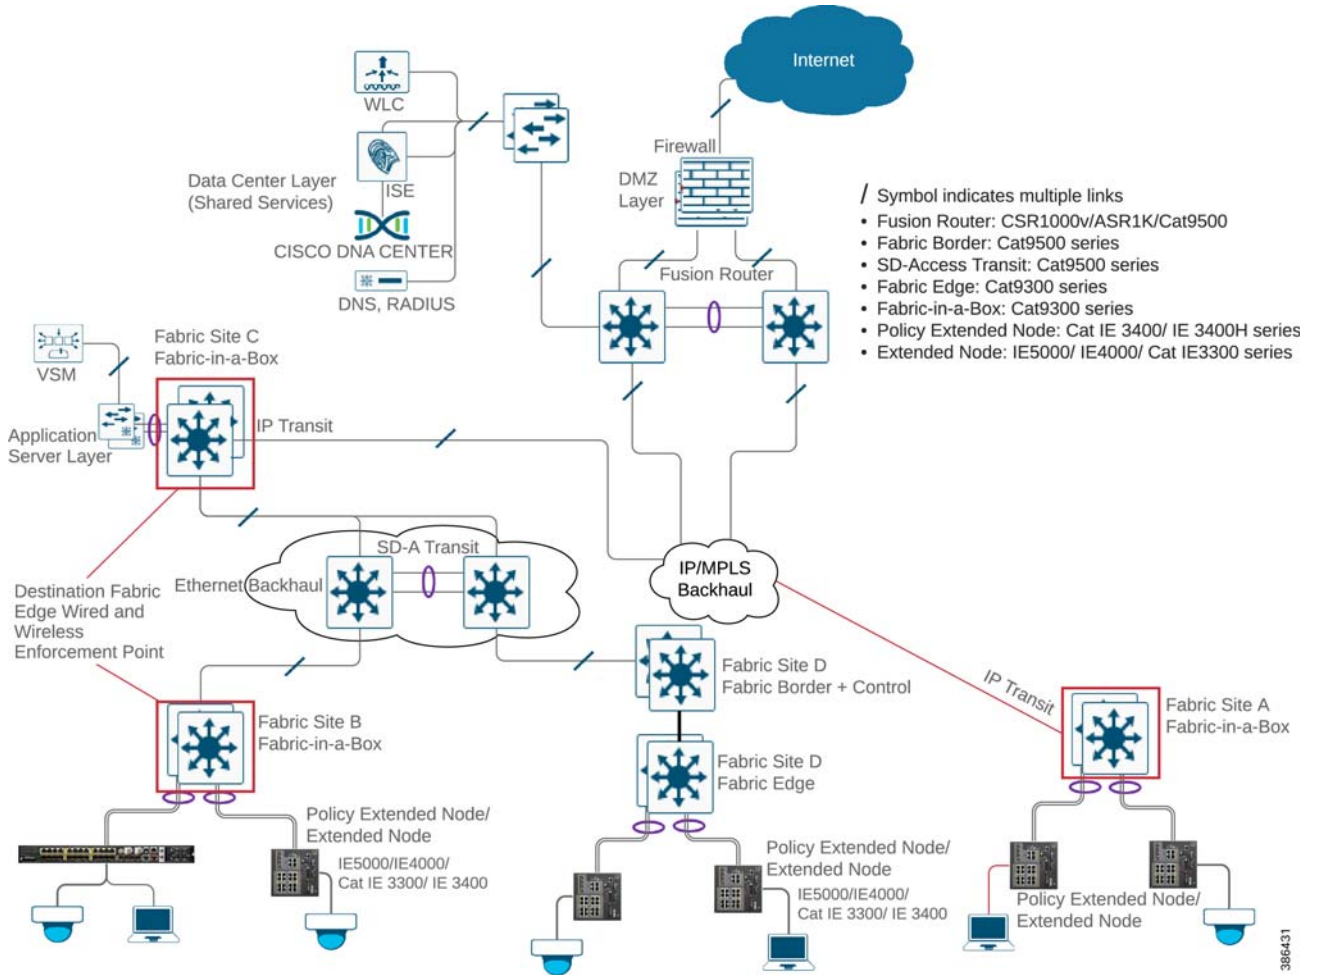 Internet
WLC
Firewall
ISE
DMZ
Layer
Data Center Layer
(Shared Services)
CISCO DNA CENTER
DNS, RADIUS
Fusion Router
/ Symbol indicates multiple links
• Fusion Router: CSR1000v/ASR1K/Cat9500
• Fabric Border: Cat9500 series
• SD-Access Transit: Cat9500 series
• Fabric Edge: Cat9300 series
• Fabric-in-a-Box: Cat9300 series
• Policy Extended Node: Cat IE 3400/ IE 3400H series
• Extended Node: IE5000/ IE4000/ Cat IE3300 series
Fabric Site C
Fabric-in-a-Box
VSM
Application
Server Layer
IP Transit
SD-A Transit
Ethernet Backhaul
IP/MPLS
Backhaul
Destination Fabric
Edge Wired and
Wireless
Enforcement Point
Fabric Site D
Fabric Border + Control
IP Transit
Fabric Site A
Fabric-in-a-Box
Fabric Site B
Fabric-in-a-Box
Fabric Site D
Fabric Edge
Policy Extended Node/
Extended Node
IE5000/IE4000/
Cat IE 3300/ IE 3400
Policy Extended Node/
Extended Node
IE5000/IE4000/
Cat IE 3300/ IE 3400
Policy Extended Node/
Extended Node
386431